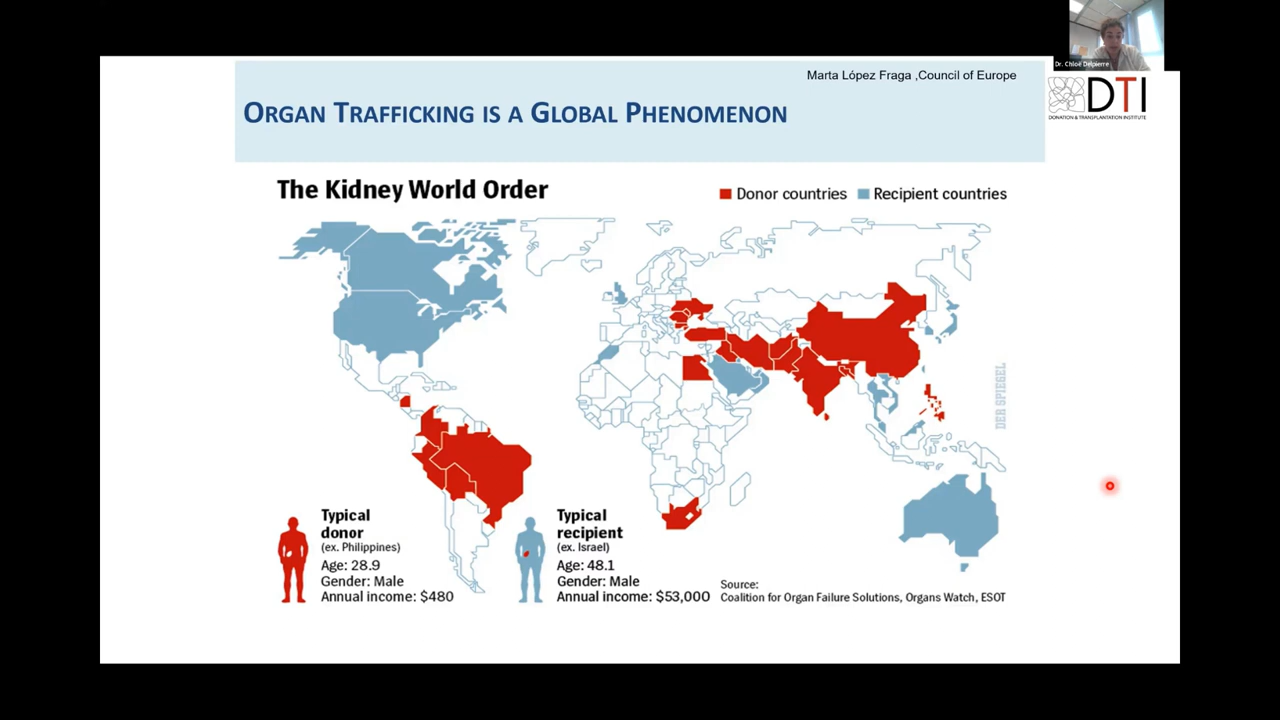 Dr. Chloë Delpierre
Marta López Fraga ,Council of Europe
DTI
DONATION & TRANSPLANTATION INSTITUTE
ORGAN TRAFFICKING IS A GLOBAL PHENOMENON
The Kidney World Order
Donor countries
Recipient countries
DER SPIEGEL
Typical
donor
(ex. Philippines)
Age: 28.9
Gender: Male
Annual income: $480
Typical
recipient
(ex. Israel)
Age: 48.1
Gender: Male
Annual income: $53,000
Source:
Coalition for Organ Failure Solutions, Organs Watch, ESOT